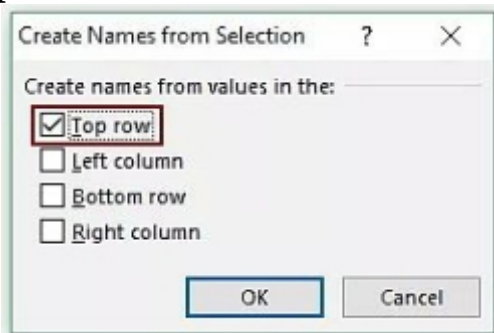 Create Names from Selection ? ×
Create names from values in the:
Top row
Left column
Bottom row
Right column
OK Cancel